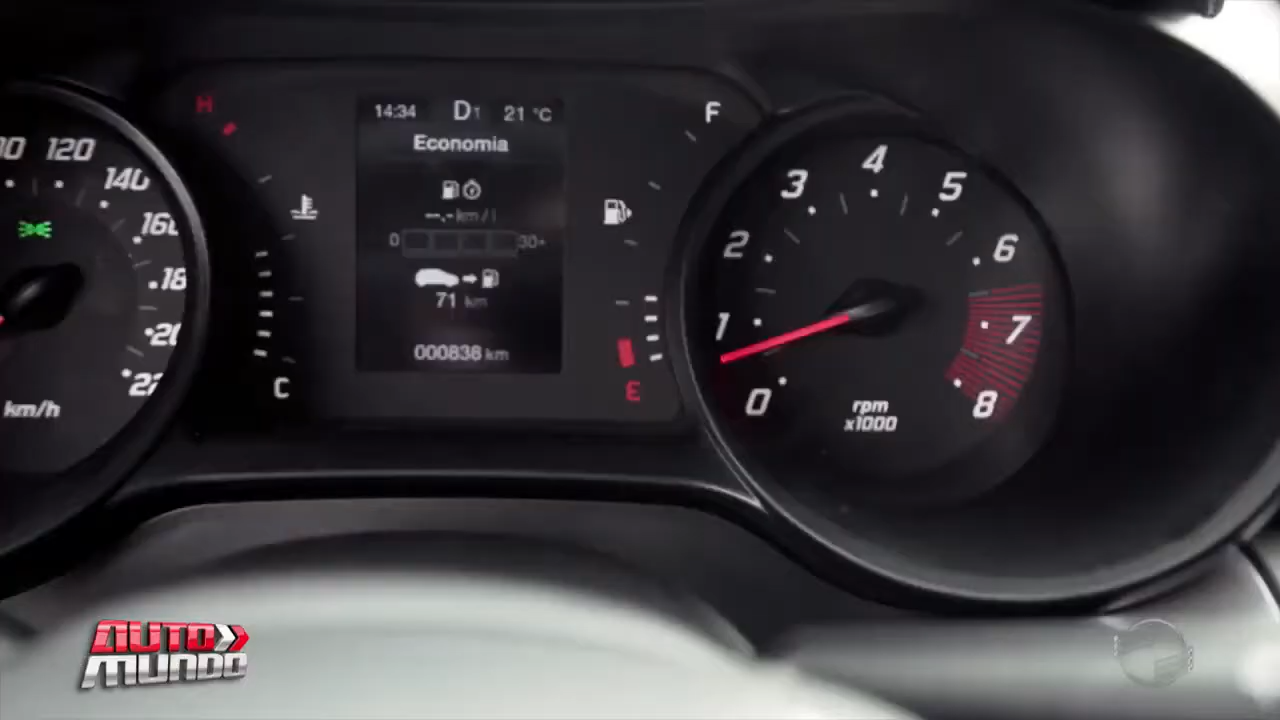 120
140
H
14:34 D1 21 °C
Economia
--.-km/l
0 30+
71 km
000838 km
C
F
E
0
1
2
3
4
5
6
7
8
rpm
x1000
km/h
AUTO
MUNDO